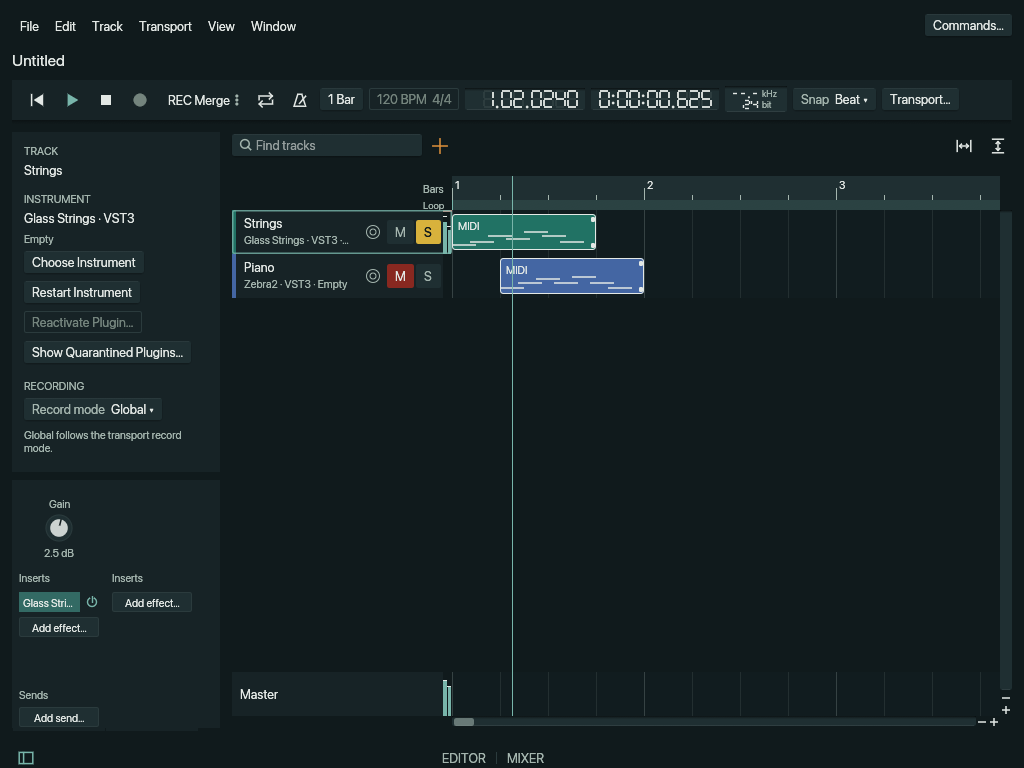 File Edit Track Transport View Window Commands...
Untitled
REC Merge 1 Bar 120 BPM 4/4 1.02.0240 0:00:00.625 --.- kHz Snap Beat Transport...
24 bit
TRACK
Strings
INSTRUMENT
Glass Strings · VST3
Empty
Choose Instrument
Restart Instrument
Reactivate Plugin...
Show Quarantined Plugins...
RECORDING
Record mode Global
Global follows the transport record
mode.
Gain
2.5 dB
Inserts Inserts
Glass Stri... Add effect...
Add effect...
Sends
Add send...
Find tracks
Bars 1 2 3
Loop
Strings M S MIDI
Glass Strings · VST3 ·...
Piano M S MIDI
Zebra2 · VST3 · Empty
Master
EDITOR MIXER